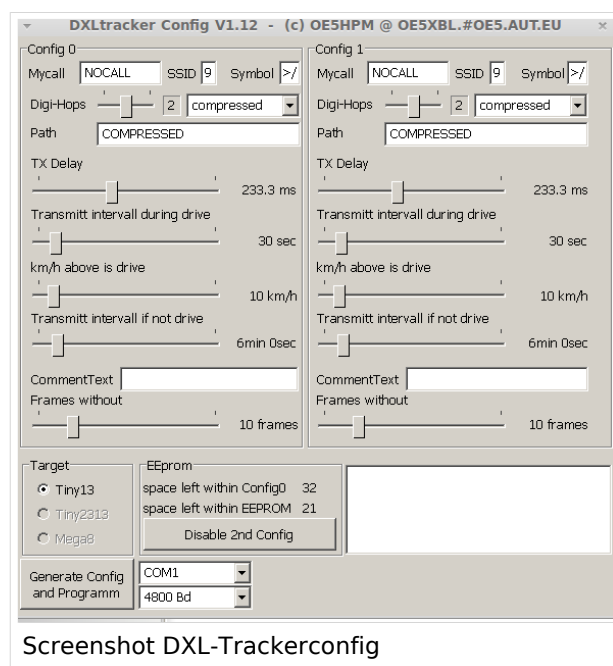 DXLtracker Config V1.12 - (c) OE5HPM @ OE5XBL.#OE5.AUT.EU ×
Config 0
Mycall NOCALL SSID 9 Symbol >/
Digi-Hops 2 compressed
Path COMPRESSED
TX Delay
233.3 ms
Transmitt intervall during drive
30 sec
km/h above is drive
10 km/h
Transmitt intervall if not drive
6min 0sec
CommentText
Frames without
10 frames
Config 1
Mycall NOCALL SSID 9 Symbol >/
Digi-Hops 2 compressed
Path COMPRESSED
TX Delay
233.3 ms
Transmitt intervall during drive
30 sec
km/h above is drive
10 km/h
Transmitt intervall if not drive
6min 0sec
CommentText
Frames without
10 frames
Target
Tiny13
Tiny2313
Mega8
EEprom
space left within Config0 32
space left within EEPROM 21
Disable 2nd Config
Generate Config
and Programm
COM1
4800 Bd
Screenshot DXL-Trackerconfig